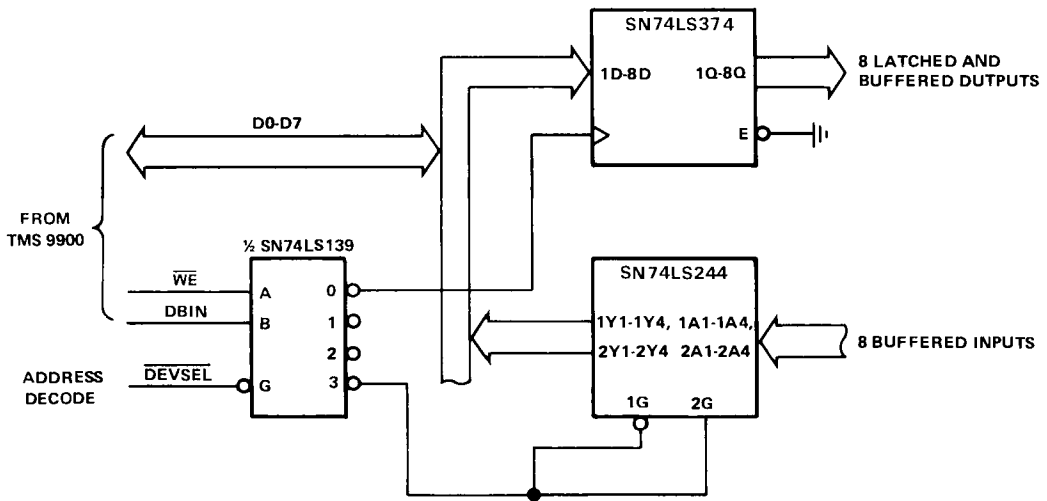 SN74LS374
1D-8D
1Q-8Q
E
8 LATCHED AND
BUFFERED DUTPUTS
D0-D7
FROM
TMS 9900
½ SN74LS139
WE
DBIN
A
B
G
0
1
2
3
ADDRESS
DECODE
DEVSEL
SN74LS244
1Y1-1Y4, 1A1-1A4,
2Y1-2Y4 2A1-2A4
1G
2G
8 BUFFERED INPUTS